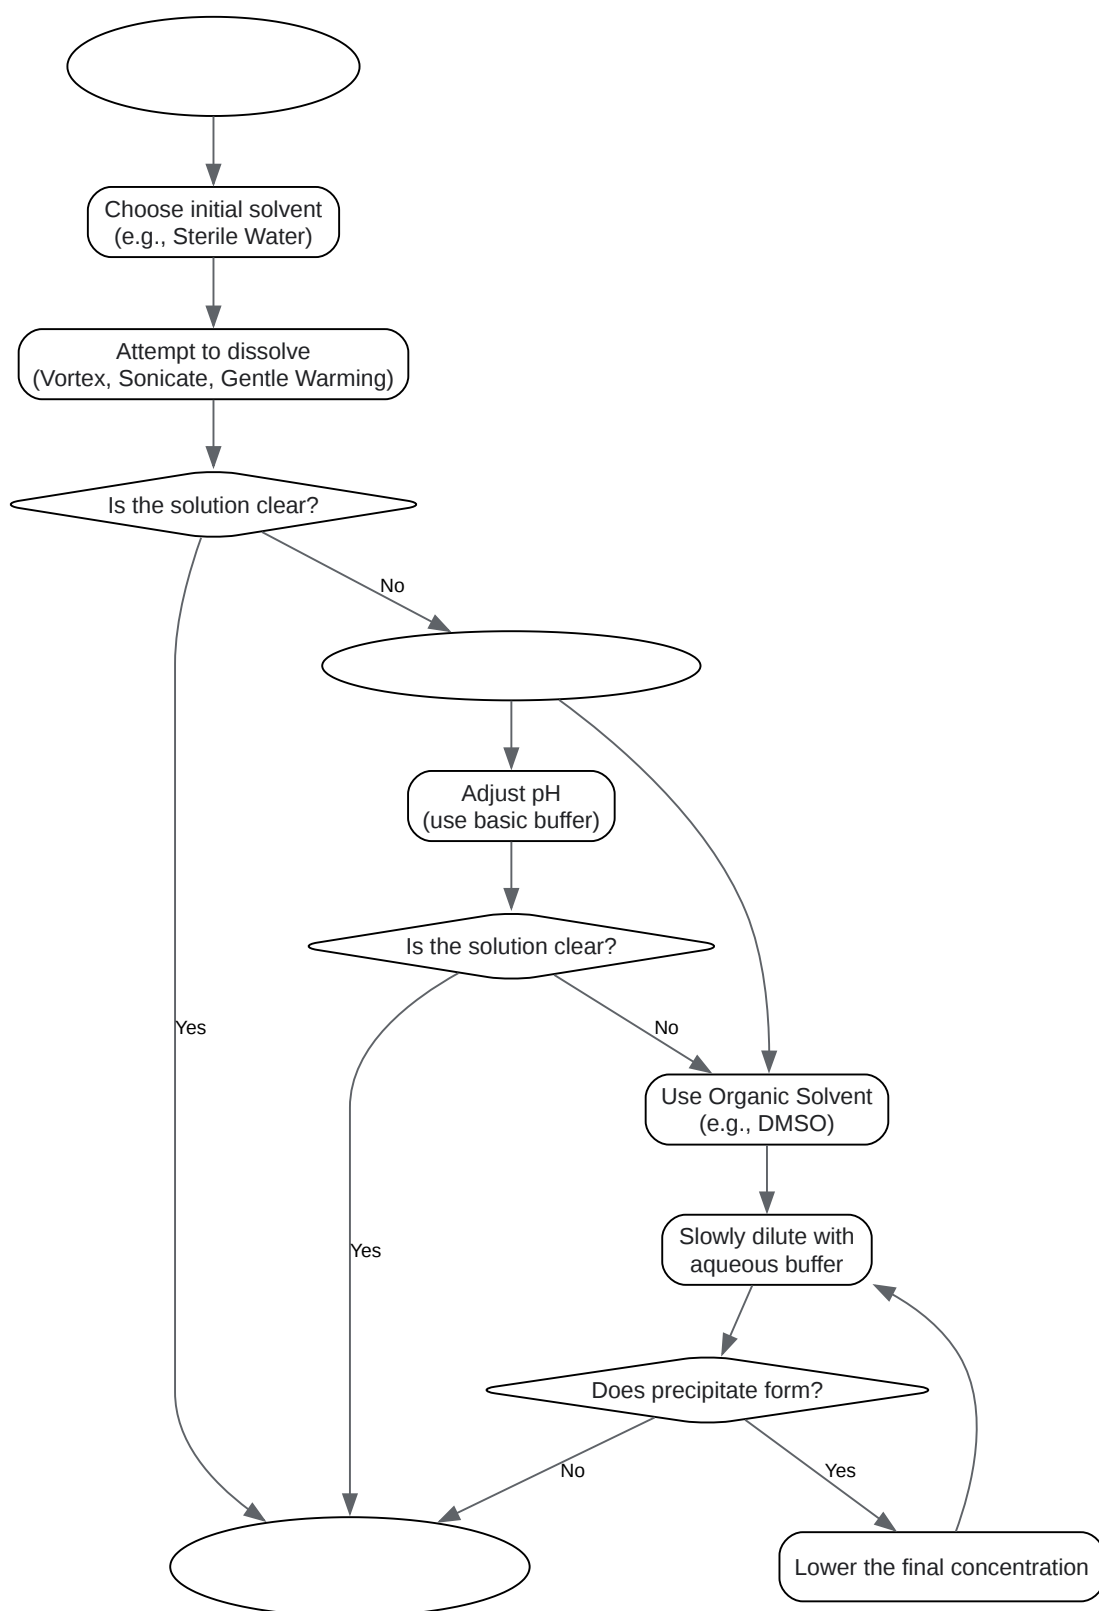 Choose initial solvent
(e.g., Sterile Water)
Attempt to dissolve
(Vortex, Sonicate, Gentle Warming)
Is the solution clear?
No
Adjust pH
(use basic buffer)
Is the solution clear?
Yes
No
Use Organic Solvent
(e.g., DMSO)
Slowly dilute with
aqueous buffer
Yes
Does precipitate form?
No
Yes
Lower the final concentration